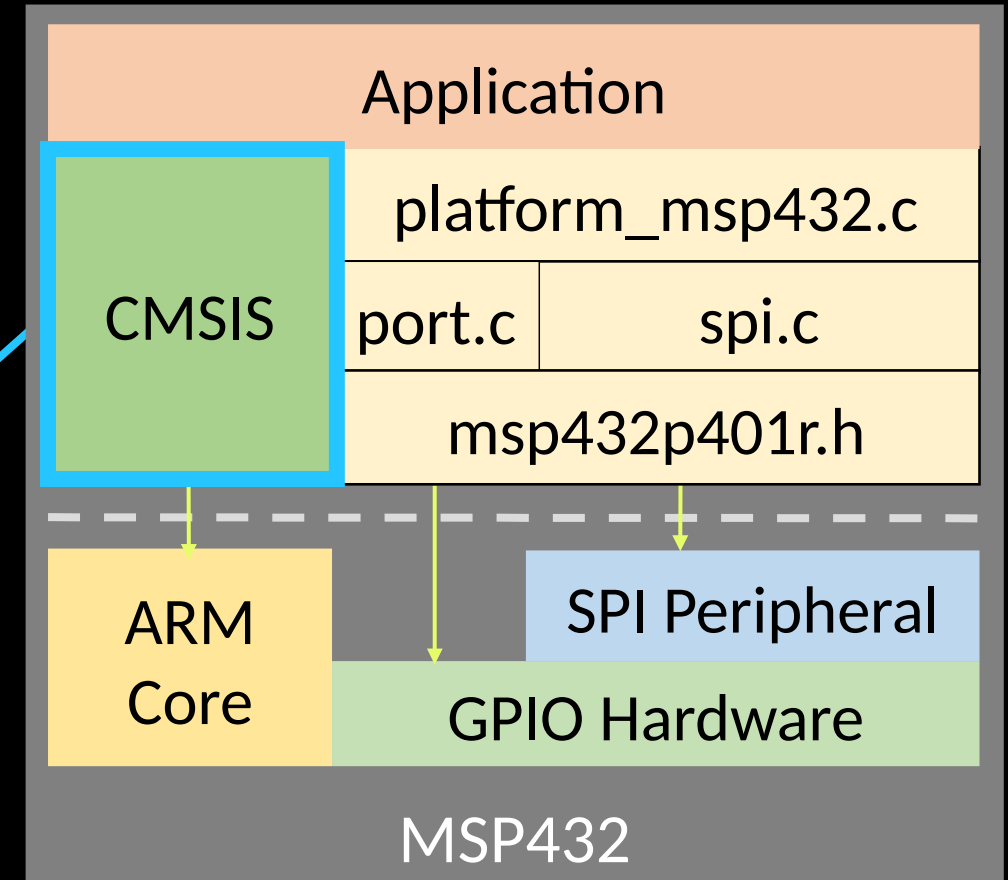 Application
platform_msp432.c
CMSIS
port.c
spi.c
msp432p401r.h
ARM
Core
SPI Peripheral
GPIO Hardware
MSP432